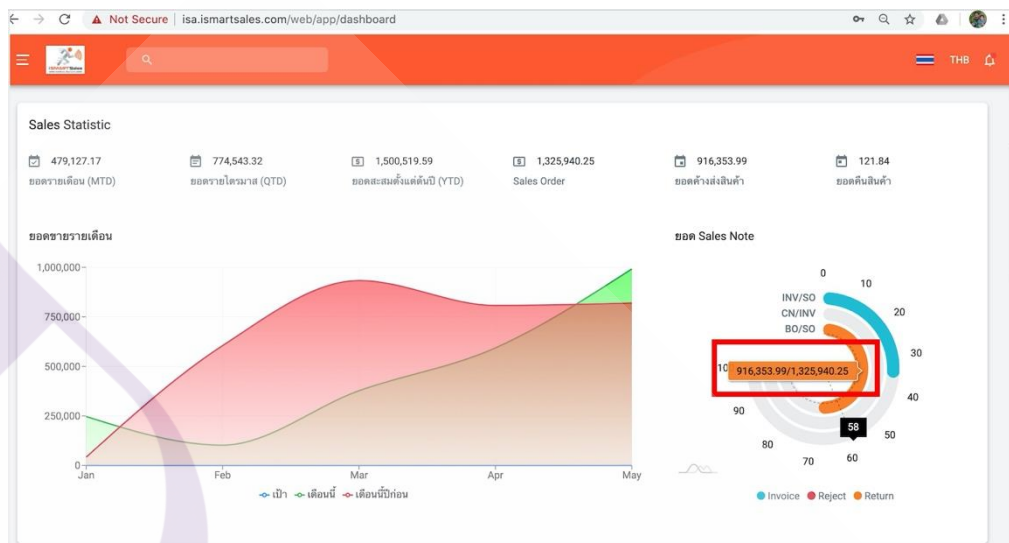 Not Secure | isa.ismartsales.com/web/app/dashboard
THB
Sales Statistic
479,127.17
ยอดรายเดือน (MTD)
774,543.32
ยอดรายไตรมาส (QTD)
1,500,519.59
ยอดสะสมตั้งแต่ต้นปี (YTD)
1,325,940.25
Sales Order
916,353.99
ยอดค้างส่งสินค้า
121.84
ยอดคืนสินค้า
ยอดขายรายเดือน
1,000,000
750,000
500,000
250,000
0
Jan Feb Mar Apr May
เป้า เดือนนี้ เดือนนี้ปีก่อน
ยอด Sales Note
0
10
20
30
40
50
60
70
80
90
10
INV/SO
CN/INV
BO/SO
916,353.99/1,325,940.25
58
Invoice Reject Return